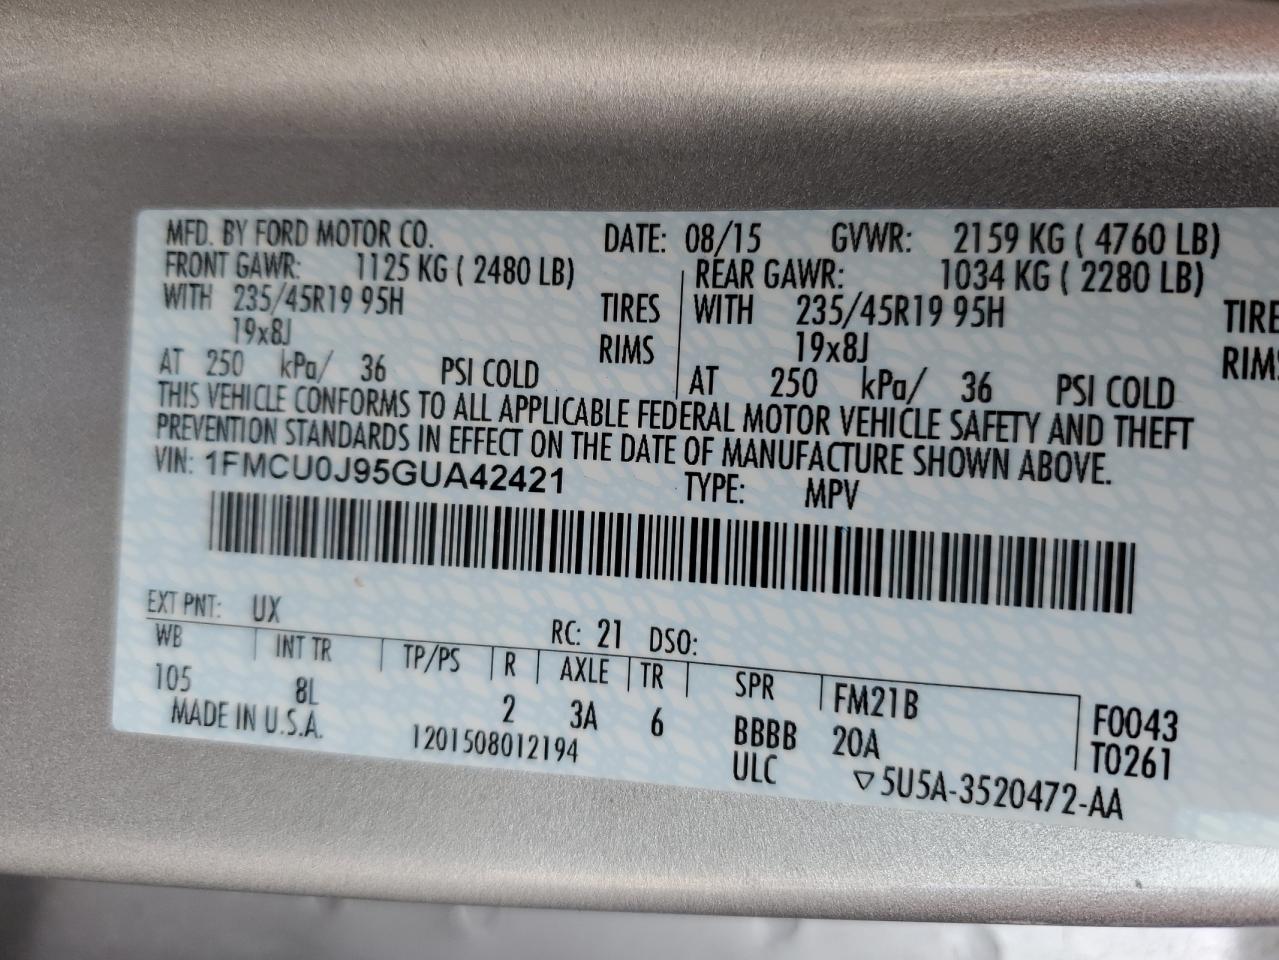 MFD. BY FORD MOTOR CO. DATE: 08/15 GVWR: 2159 KG ( 4760 LB)
FRONT GAWR: 1125 KG ( 2480 LB) REAR GAWR: 1034 KG ( 2280 LB)
WITH 235/45R19 95H TIRES WITH 235/45R19 95H TIRE
19x8J RIMS 19x8J RIMS
AT 250 kPa/ 36 PSI COLD AT 250 kPa/ 36 PSI COLD
THIS VEHICLE CONFORMS TO ALL APPLICABLE FEDERAL MOTOR VEHICLE SAFETY AND THEFT
PREVENTION STANDARDS IN EFFECT ON THE DATE OF MANUFACTURE SHOWN ABOVE.
VIN: 1FMCU0J95GUA42421 TYPE: MPV
EXT PNT: UX RC: 21 DSO:
WB INT TR TP/PS R AXLE TR SPR FM21B F0043
105 8L 2 3A 6 BBBB 20A T0261
MADE IN U.S.A. 1201508012194 ULC ▽5U5A-3520472-AA